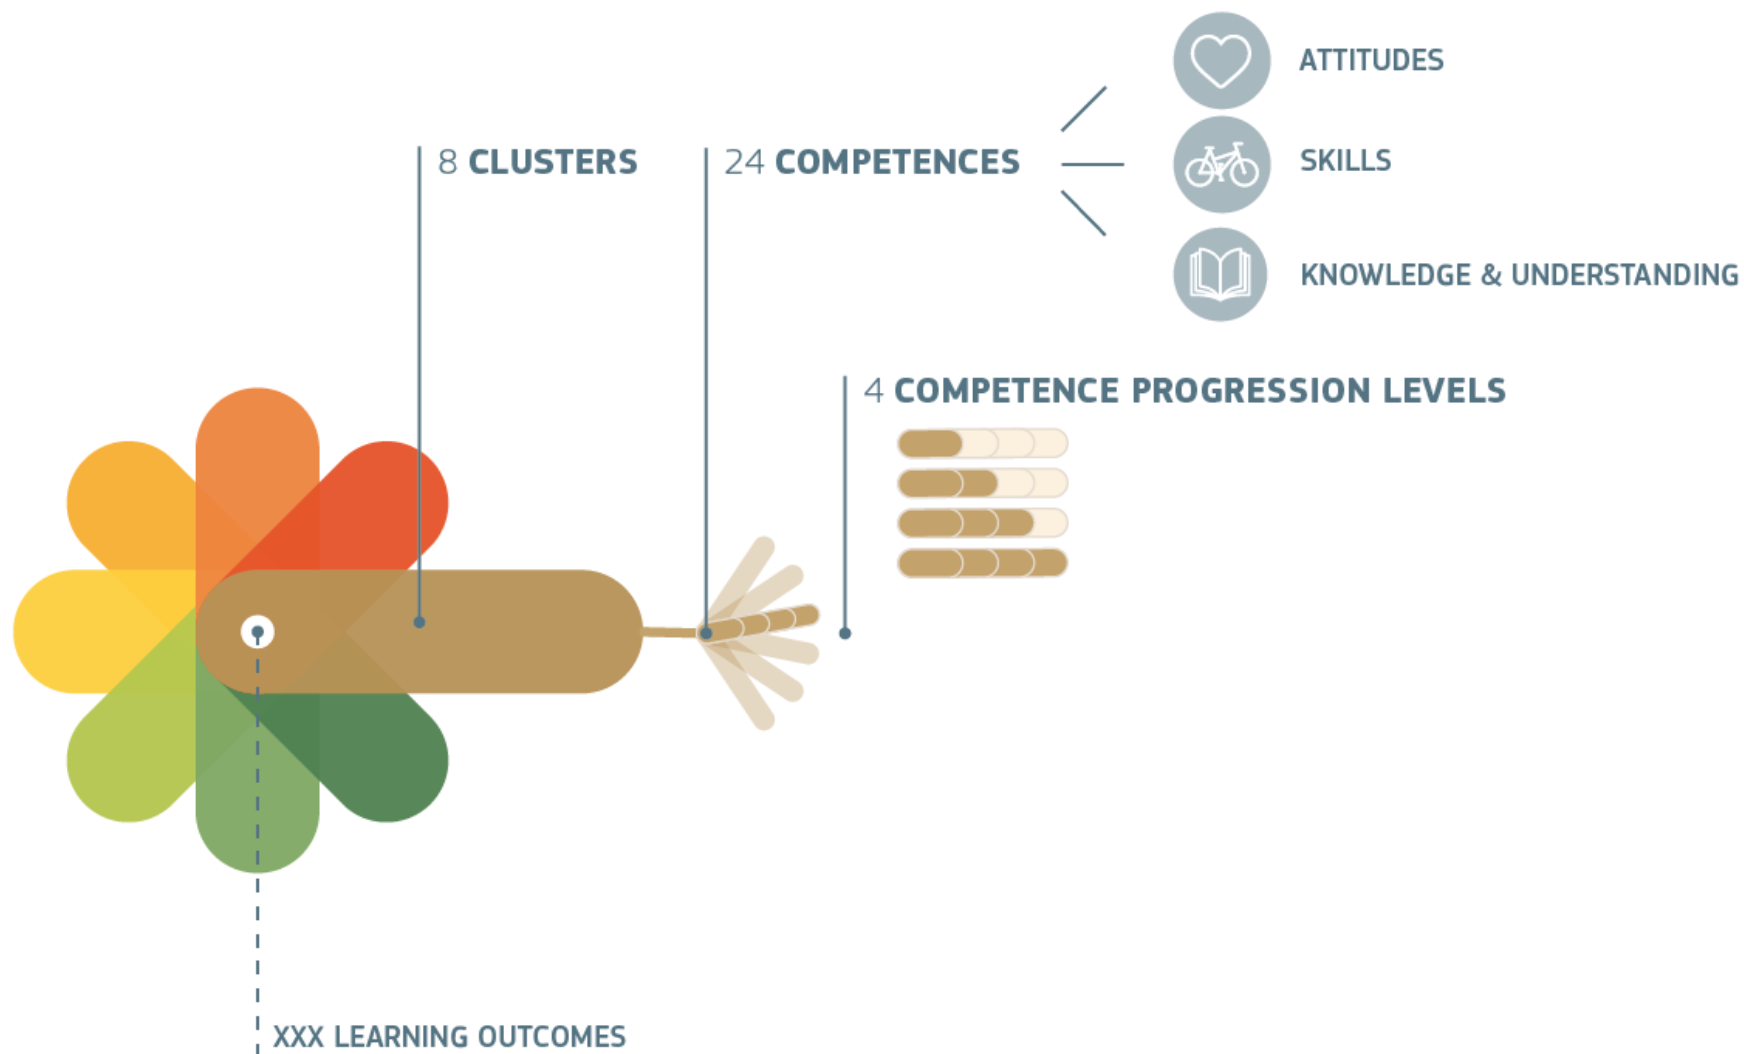 ATTITUDES
8 CLUSTERS
24 COMPETENCES
SKILLS
KNOWLEDGE & UNDERSTANDING
4 COMPETENCE PROGRESSION LEVELS
XXX LEARNING OUTCOMES